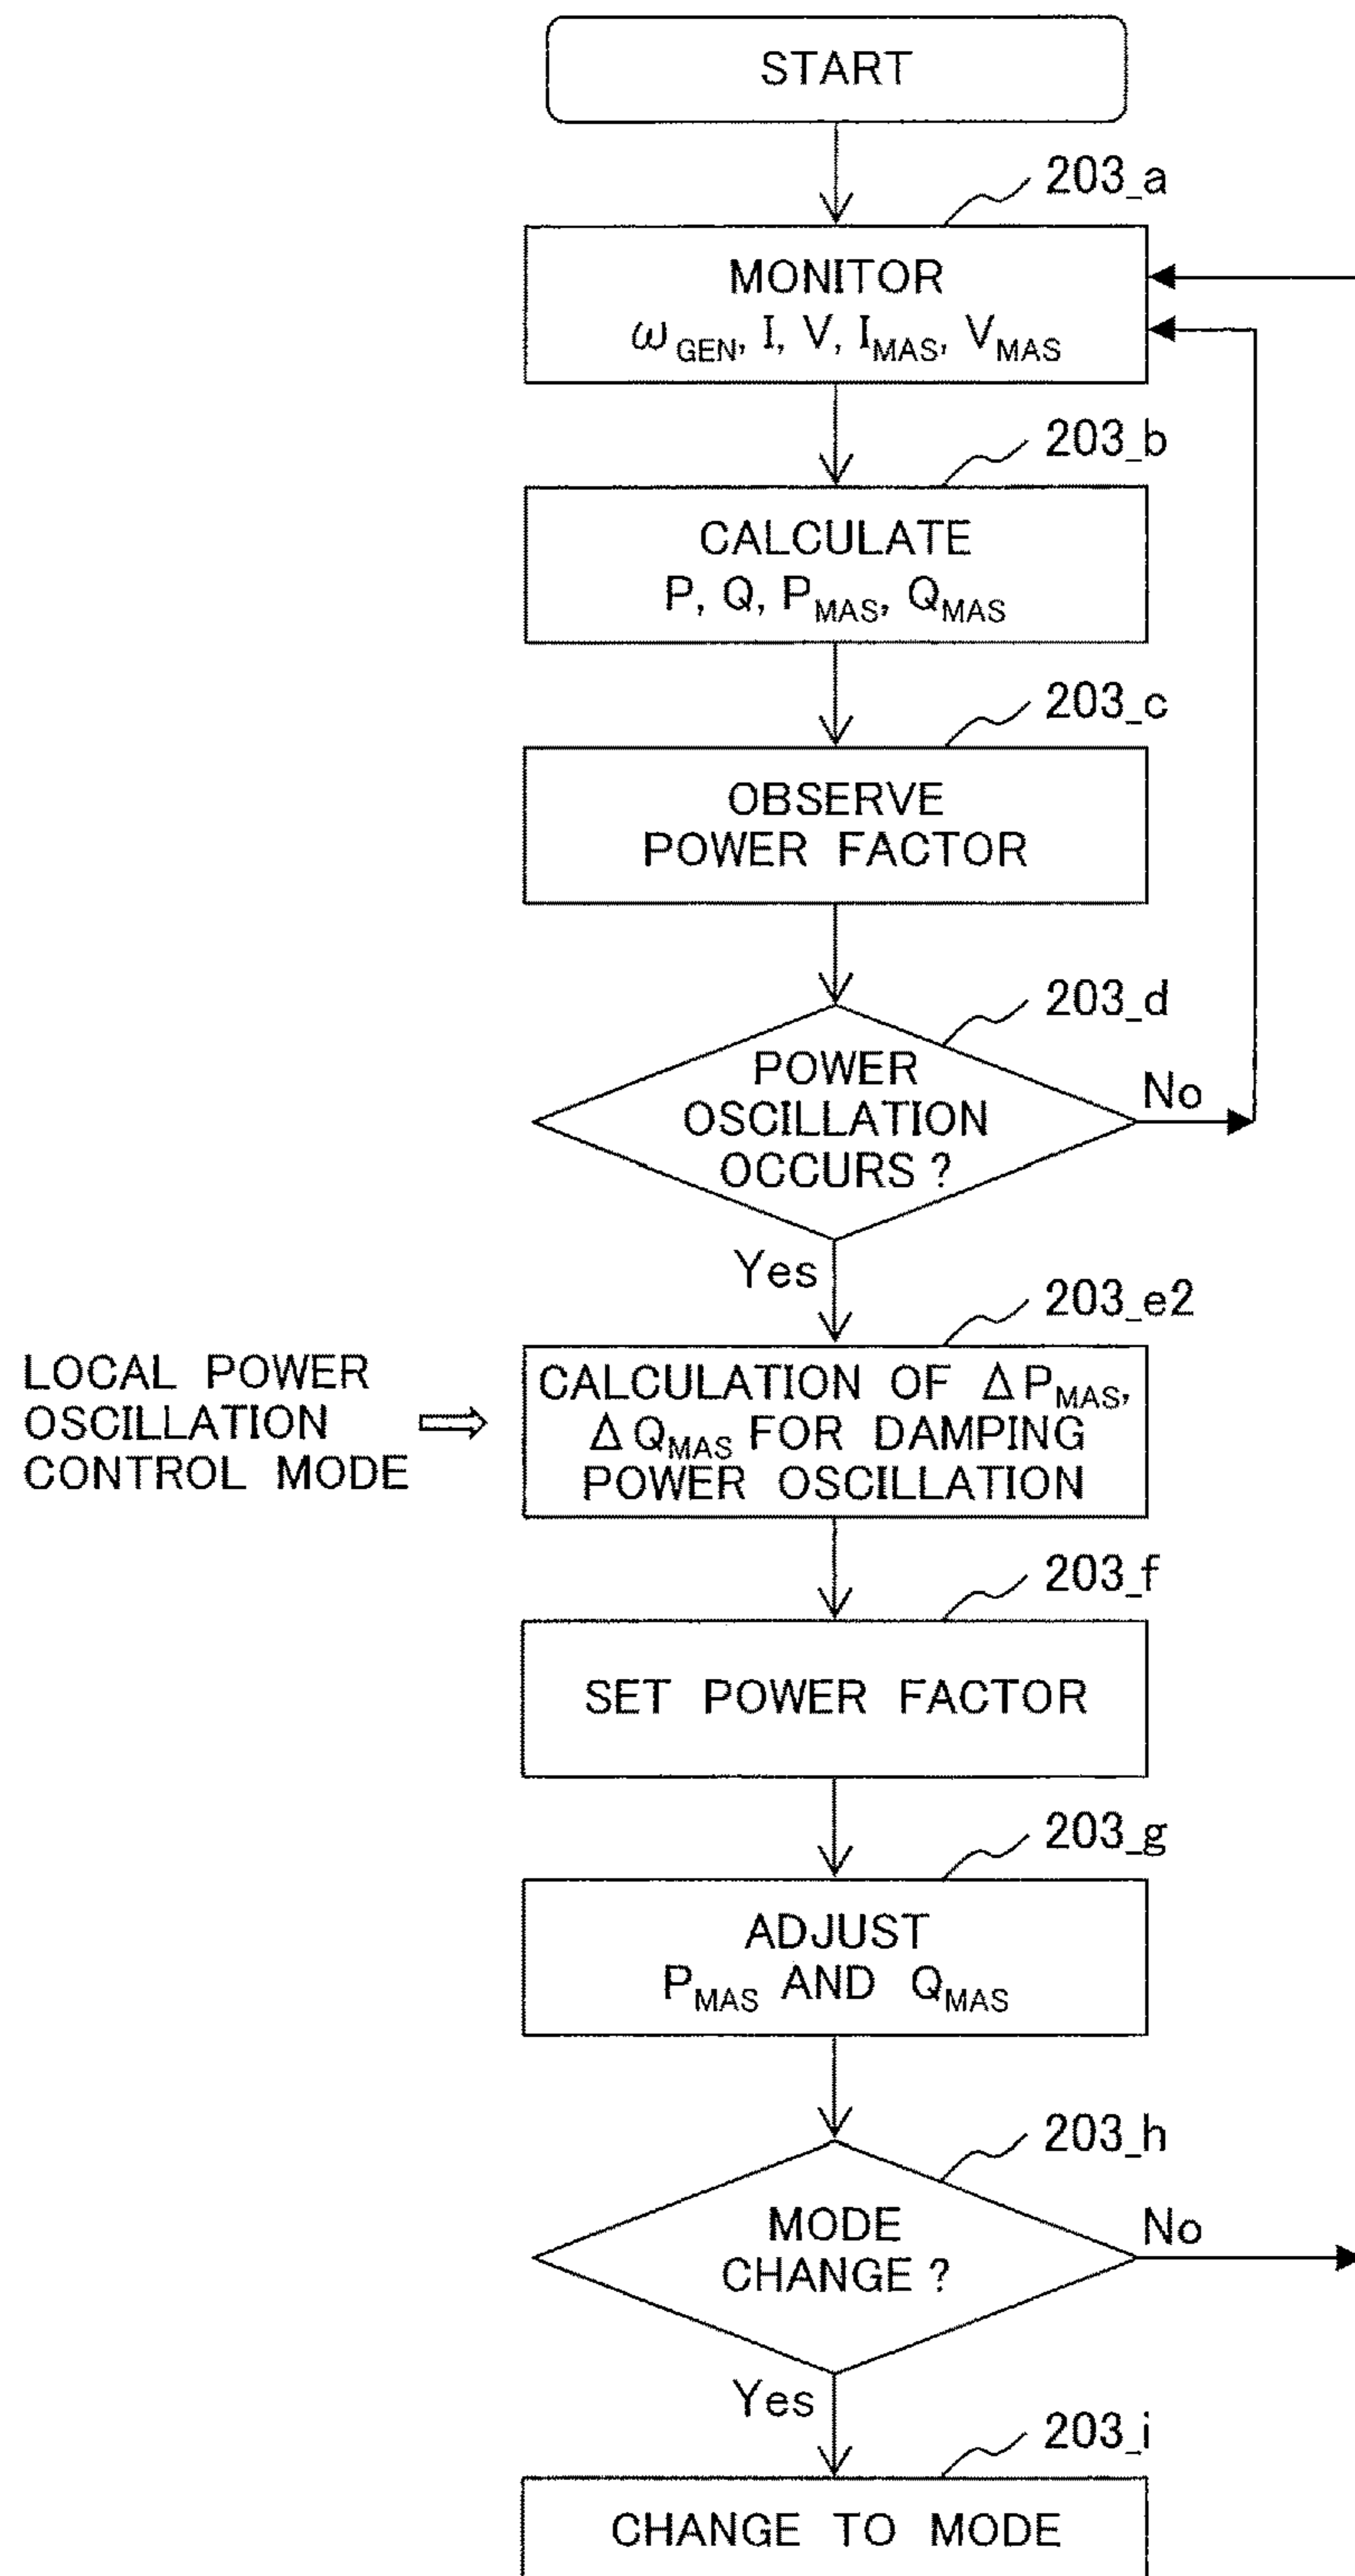 START
203_a
MONITOR
ωGEN, I, V, IMAS, VMAS
203_b
CALCULATE
P, Q, PMAS, QMAS
203_c
OBSERVE
POWER FACTOR
203_d
POWER
OSCILLATION
OCCURS ?
No
Yes
203_e2
LOCAL POWER
OSCILLATION
CONTROL MODE
CALCULATION OF ΔPMAS,
ΔQMAS FOR DAMPING
POWER OSCILLATION
203_f
SET POWER FACTOR
203_g
ADJUST
PMAS AND QMAS
203_h
MODE
CHANGE ?
No
Yes
203_i
CHANGE TO MODE